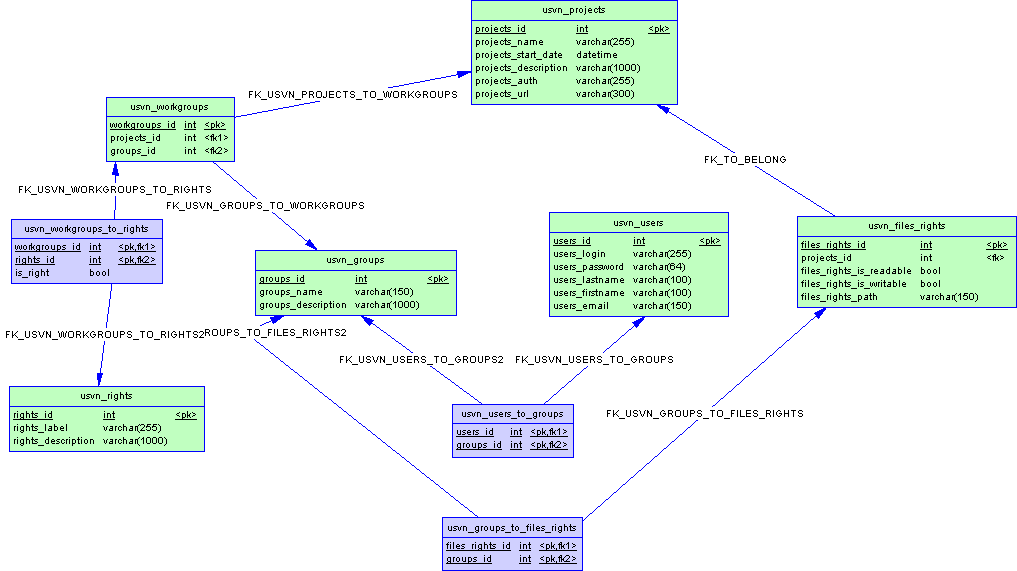 usvn_projects
projects_id int <pk>
projects_name varchar(255)
projects_start_date datetime
projects_description varchar(1000)
projects_auth varchar(255)
projects_url varchar(300)
FK_USVN_PROJECTS_TO_WORKGROUPS
usvn_workgroups
workgroups_id int <pk>
projects_id int <fk1>
groups_id int <fk2>
FK_TO_BELONG
FK_USVN_WORKGROUPS_TO_RIGHTS
FK_USVN_GROUPS_TO_WORKGROUPS
usvn_workgroups_to_rights
workgroups_id int <pk,fk1>
rights_id int <pk,fk2>
is_right bool
usvn_groups
groups_id int <pk>
groups_name varchar(150)
groups_description varchar(1000)
usvn_users
users_id int <pk>
users_login varchar(255)
users_password varchar(64)
users_lastname varchar(100)
users_firstname varchar(100)
users_email varchar(150)
usvn_files_rights
files_rights_id int <pk>
projects_id int <fk>
files_rights_is_readable bool
files_rights_is_writable bool
files_rights_path varchar(150)
FK_USVN_WORKGROUPS_TO_RIGHTS2
ROUPS_TO_FILES_RIGHTS2
FK_USVN_USERS_TO_GROUPS2
FK_USVN_USERS_TO_GROUPS
usvn_rights
rights_id int <pk>
rights_label varchar(255)
rights_description varchar(1000)
usvn_users_to_groups
users_id int <pk,fk1>
groups_id int <pk,fk2>
FK_USVN_GROUPS_TO_FILES_RIGHTS
usvn_groups_to_files_rights
files_rights_id int <pk,fk1>
groups_id int <pk,fk2>